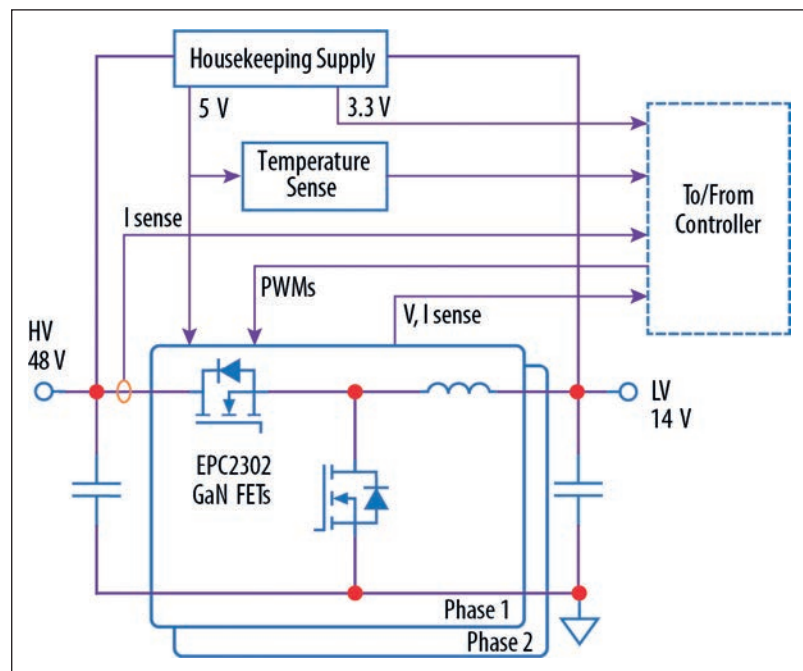 Housekeeping Supply
5 V
3.3 V
Temperature
Sense
To/From
Controller
I sense
PWMs
V, I sense
HV
48 V
LV
14 V
EPC2302
GaN FETs
Phase 1
Phase 2